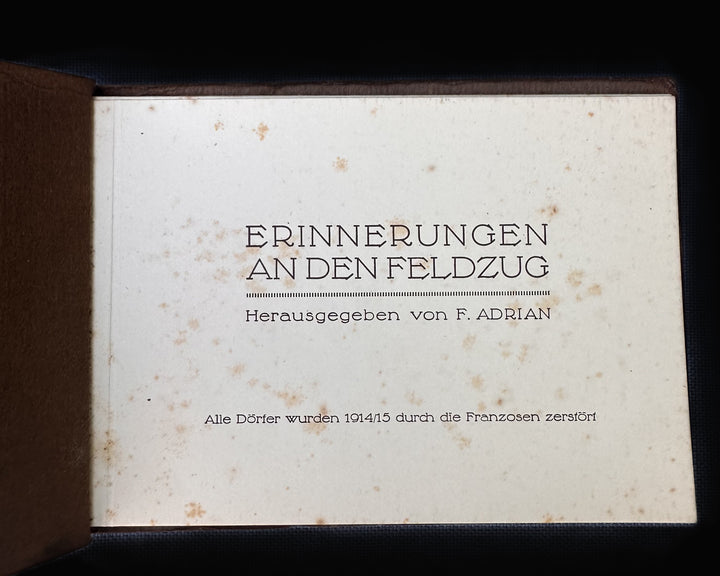 ERINNERUNGEN
AN DEN FELDZUG
Herausgegeben von F. ADRIAN
Alle Dörfer wurden 1914/15 durch die Franzosen zerstört